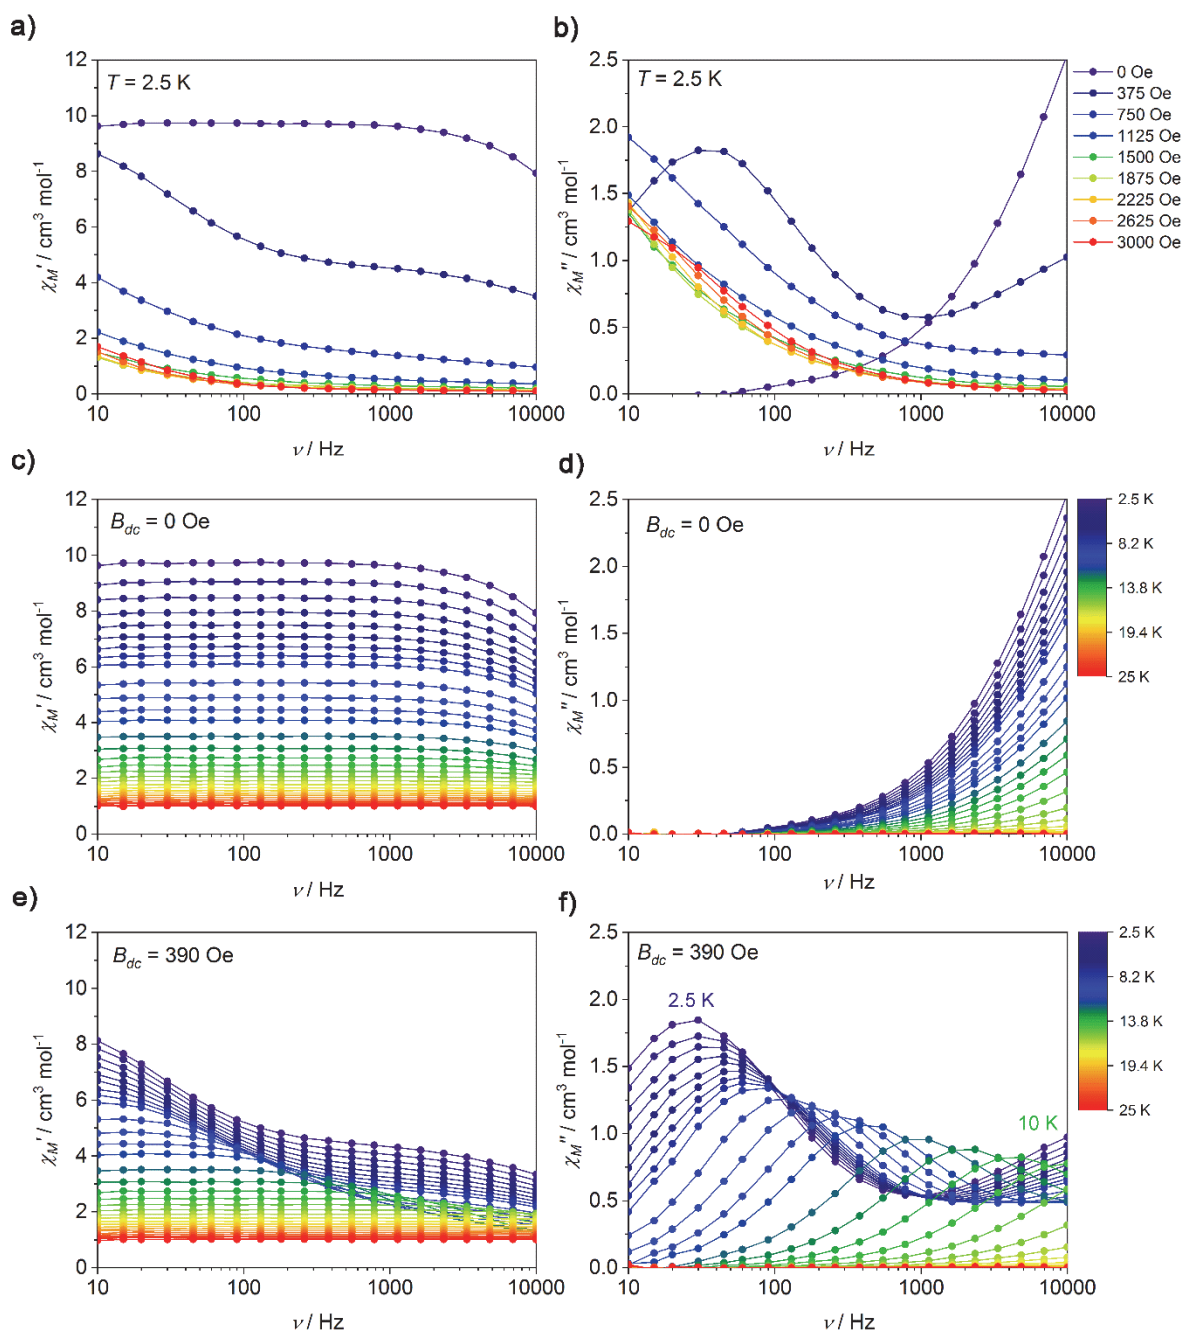 a)
T = 2.5 K
χM′ / cm3 mol-1
12
10
8
6
4
2
0
10
100
1000
10000
ν / Hz
b)
T = 2.5 K
χM″ / cm3 mol-1
2.5
2.0
1.5
1.0
0.5
0.0
10
100
1000
10000
ν / Hz
0 Oe
375 Oe
750 Oe
1125 Oe
1500 Oe
1875 Oe
2225 Oe
2625 Oe
3000 Oe
c)
Bdc = 0 Oe
χM′ / cm3 mol-1
12
10
8
6
4
2
0
10
100
1000
10000
ν / Hz
d)
Bdc = 0 Oe
χM″ / cm3 mol-1
2.5
2.0
1.5
1.0
0.5
0.0
10
100
1000
10000
ν / Hz
2.5 K
8.2 K
13.8 K
19.4 K
25 K
e)
Bdc = 390 Oe
χM′ / cm3 mol-1
12
10
8
6
4
2
0
10
100
1000
10000
ν / Hz
f)
Bdc = 390 Oe
2.5 K
10 K
χM″ / cm3 mol-1
2.5
2.0
1.5
1.0
0.5
0.0
10
100
1000
10000
ν / Hz
2.5 K
8.2 K
13.8 K
19.4 K
25 K